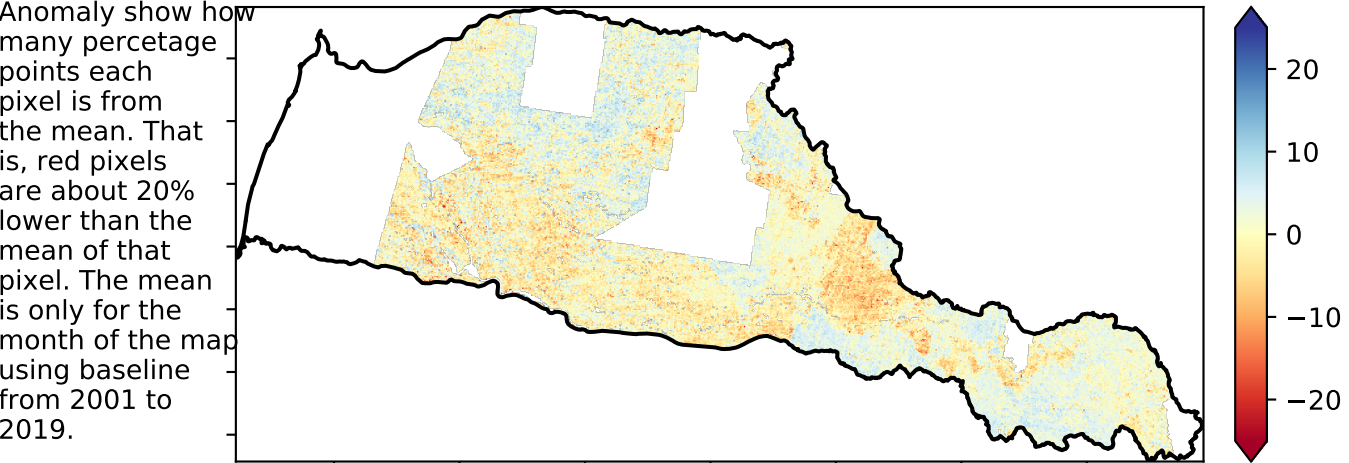 Anomaly show how
many percetage
points each
pixel is from
the mean. That
is, red pixels
are about 20%
lower than the
mean of that
pixel. The mean
is only for the
month of the map
using baseline
from 2001 to
2019.
20
10
0
−10
−20